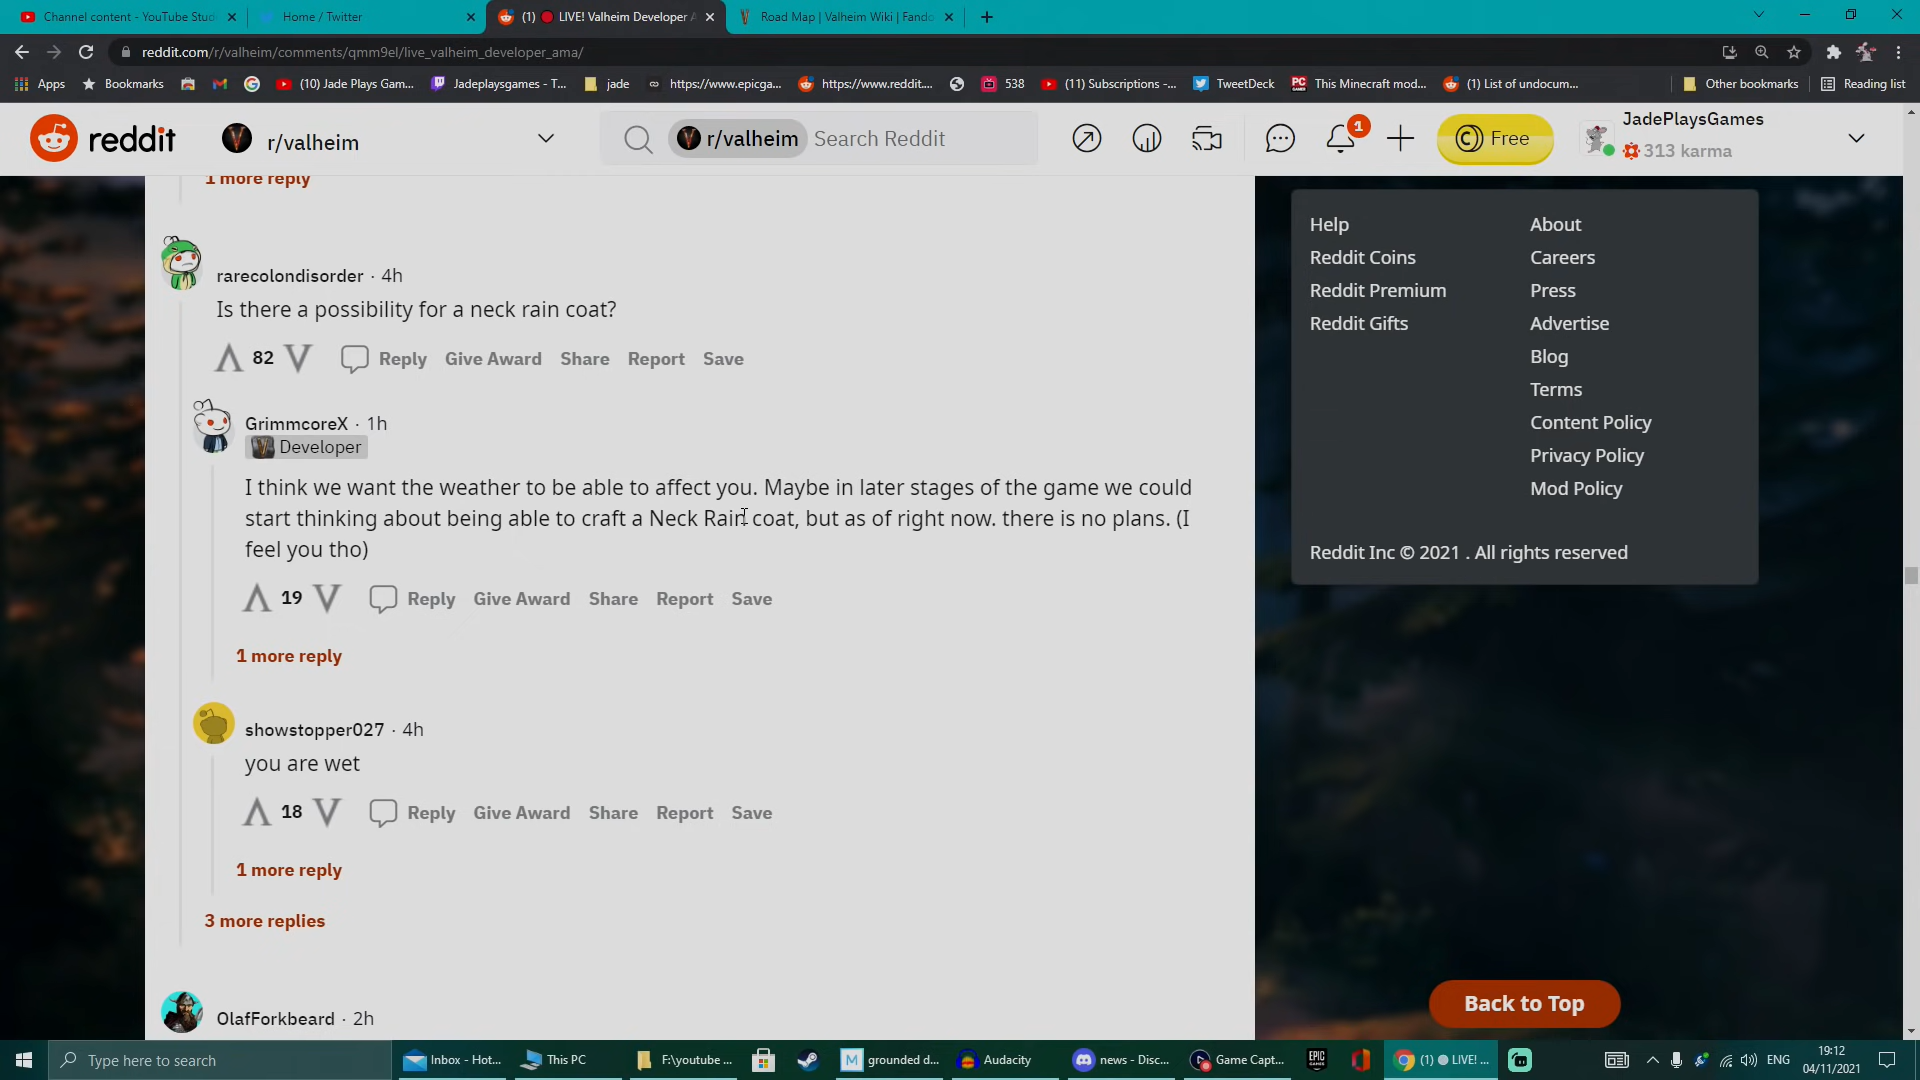 Channel content - YouTube Stud
Home / Twitter
(1) 🔴 LIVE! Valheim Developer A
Road Map | Valheim Wiki | Fando
reddit.com/r/valheim/comments/qmm9el/live_valheim_developer_ama/
Apps
Bookmarks
(10) Jade Plays Gam...
Jadeplaysgames - T...
jade
https://www.epicga...
https://www.reddit....
538
(11) Subscriptions -...
TweetDeck
This Minecraft mod...
(1) List of undocum...
Other bookmarks
Reading list
reddit
r/valheim
r/valheim
Search Reddit
1
Free
JadePlaysGames
313 karma
1 more reply
rarecolondisorder · 4h
Is there a possibility for a neck rain coat?
82
Reply Give Award Share Report Save
GrimmcoreX · 1h
Developer
I think we want the weather to be able to affect you. Maybe in later stages of the game we could
start thinking about being able to craft a Neck Rain coat, but as of right now. there is no plans. (I
feel you tho)
19
Reply Give Award Share Report Save
1 more reply
showstopper027 · 4h
you are wet
18
Reply Give Award Share Report Save
1 more reply
3 more replies
OlafForkbeard · 2h
Help
About
Reddit Coins
Careers
Reddit Premium
Press
Reddit Gifts
Advertise
Blog
Terms
Content Policy
Privacy Policy
Mod Policy
Reddit Inc © 2021 . All rights reserved
Back to Top
Type here to search
Inbox - Hot...
This PC
F:\youtube ...
grounded d...
Audacity
news - Disc...
Game Capt...
EPIC GAMES
(1) 🔴 LIVE! ...
ENG
19:12
04/11/2021